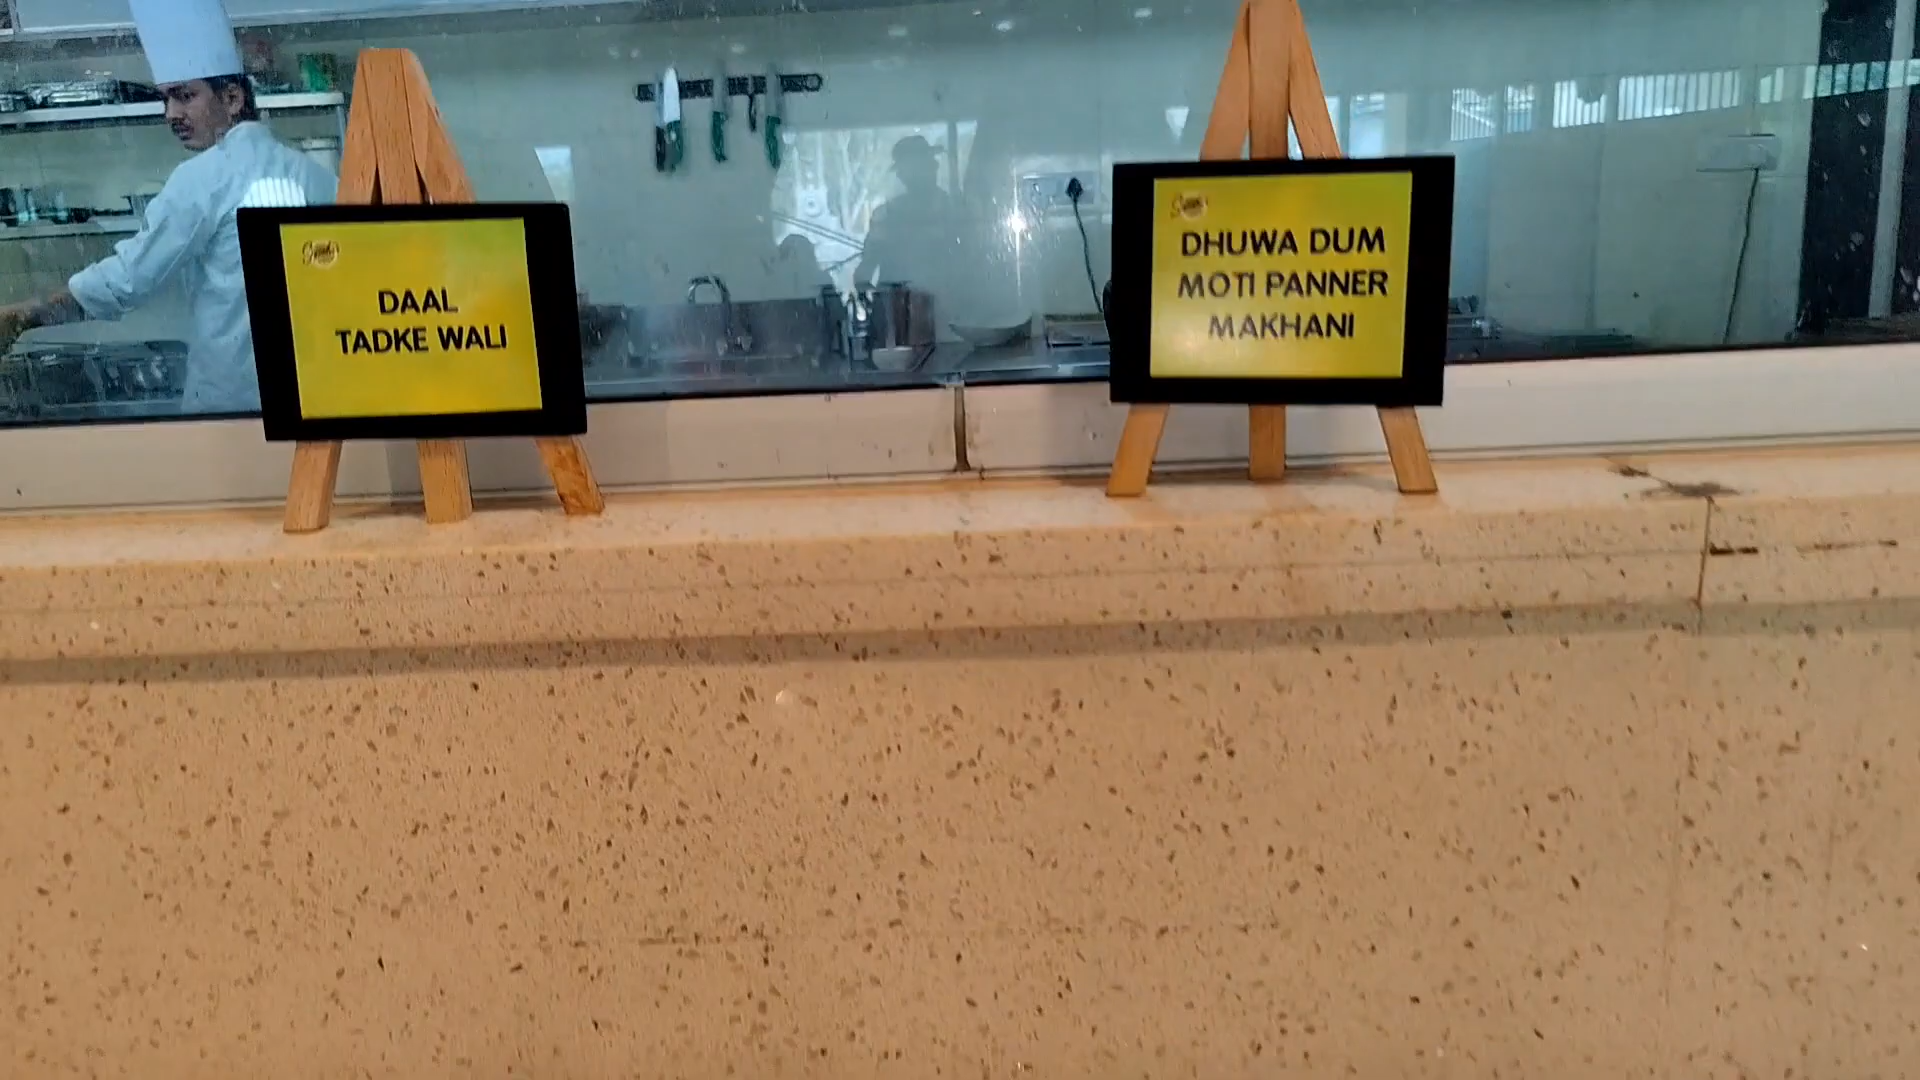 DAAL
TADKE WALI
DHUWA DUM
MOTI PANNER
MAKHANI